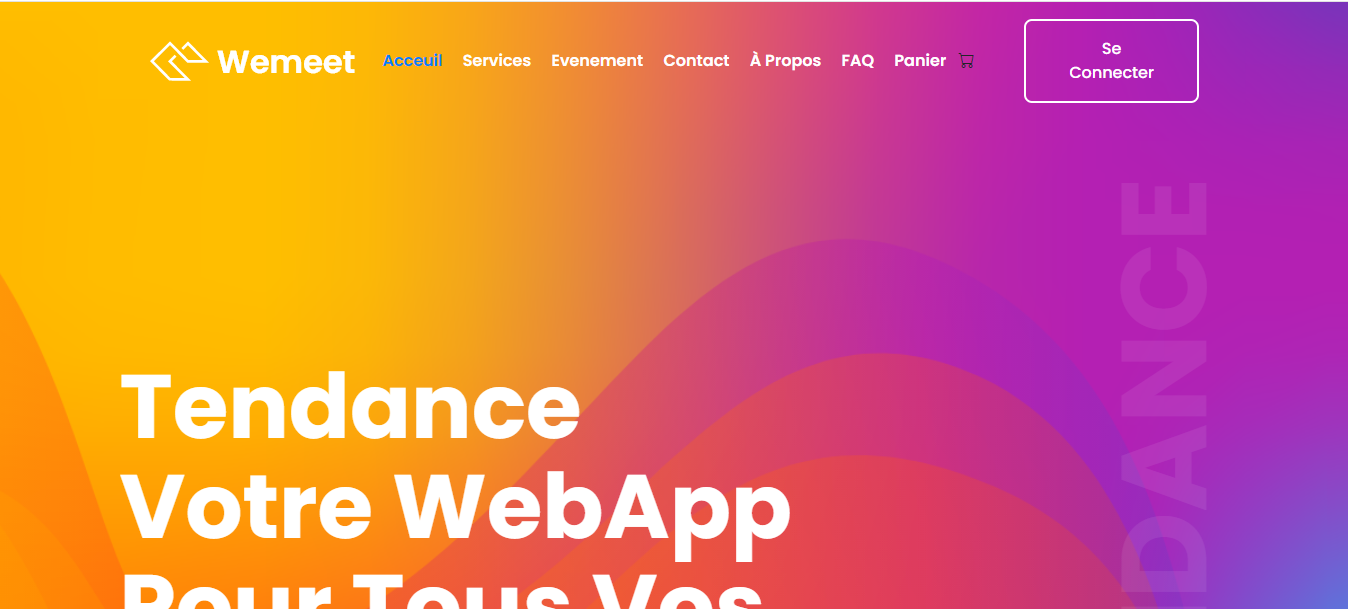 Wemeet
Acceuil Services Evenement Contact À Propos FAQ Panier
Se
Connecter
Tendance
Votre WebApp
Pour Tous Vos
DANCE